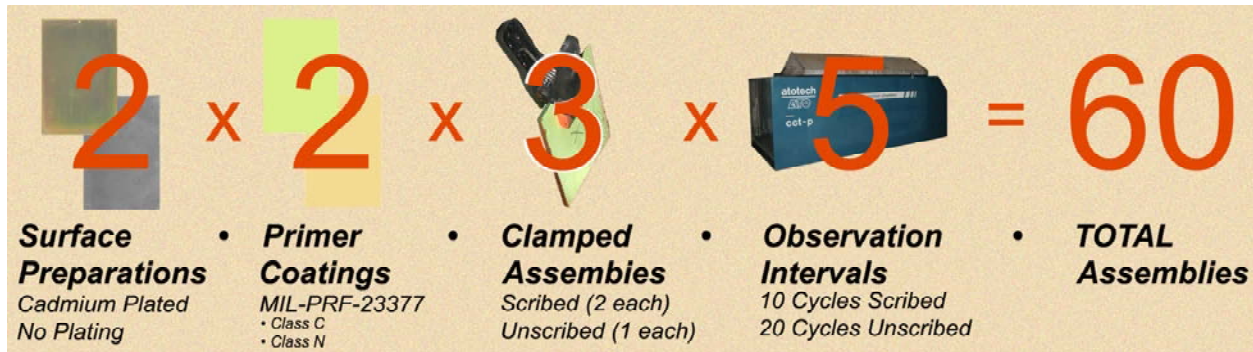 2 x 2 x 3 x 5 = 60
atotech
cct-p
Surface • Primer • Clamped • Observation • TOTAL
Preparations Coatings Assembies Intervals Assemblies
Cadmium Plated MIL-PRF-23377 Scribed (2 each) 10 Cycles Scribed
No Plating • Class C Unscribed (1 each) 20 Cycles Unscribed
• Class N